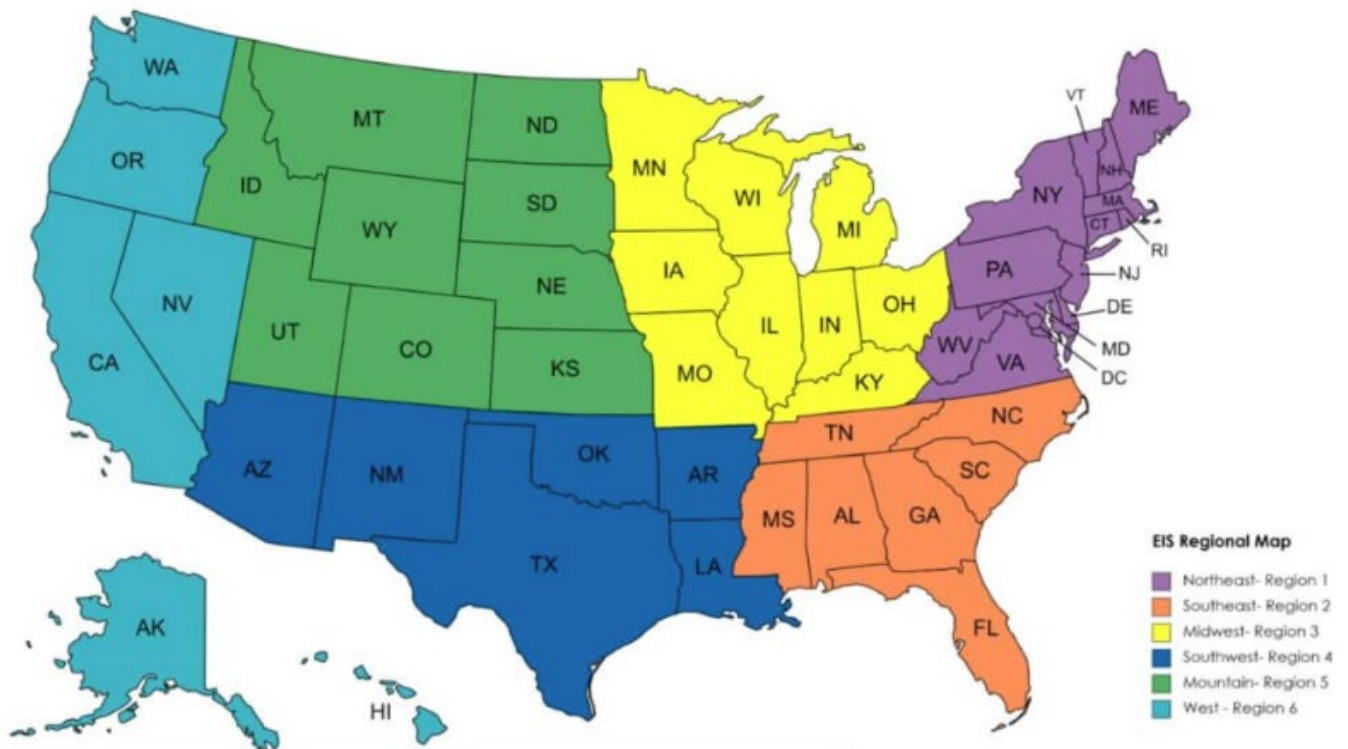 WA
MT
ND
MN
VT
ME
OR
ID
SD
WI
MI
NY
NH
MA
WY
CT
RI
NE
IA
PA
NJ
NV
UT
CO
IL
IN
OH
DE
CA
KS
MO
KY
WV
VA
MD
DC
AZ
NM
OK
AR
TN
NC
SC
MS
AL
GA
TX
LA
FL
AK
HI
EIS Regional Map
Northeast- Region 1
Southeast- Region 2
Midwest- Region 3
Southwest- Region 4
Mountain- Region 5
West - Region 6